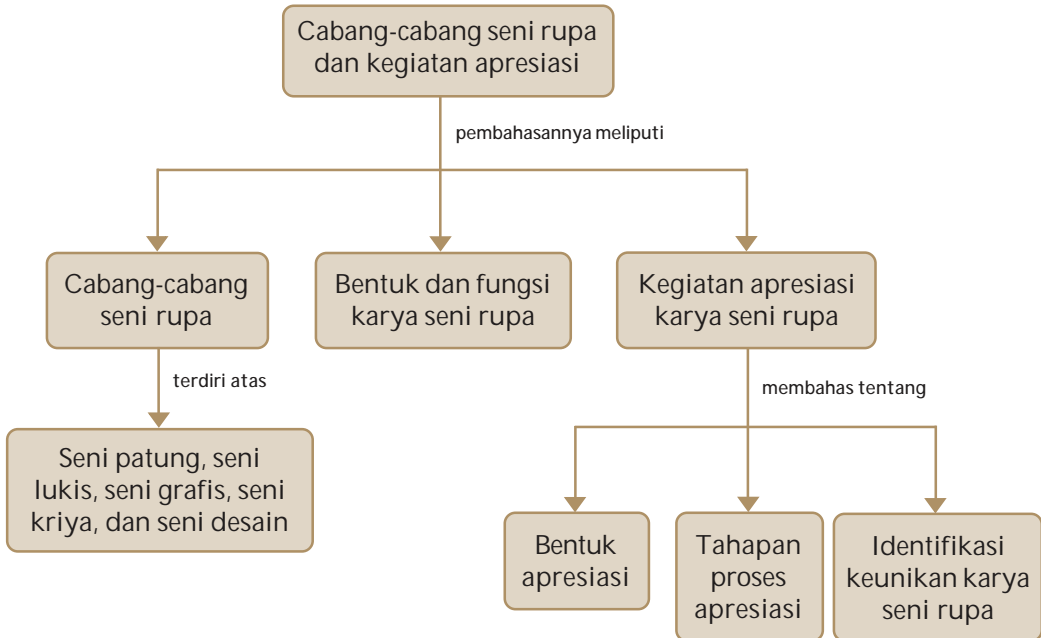 Cabang-cabang seni rupa
dan kegiatan apresiasi
pembahasannya meliputi
Cabang-cabang
seni rupa
Bentuk dan fungsi
karya seni rupa
Kegiatan apresiasi
karya seni rupa
terdiri atas
membahas tentang
Seni patung, seni
lukis, seni grafis, seni
kriya, dan seni desain
Bentuk
apresiasi
Tahapan
proses
apresiasi
Identifikasi
keunikan karya
seni rupa